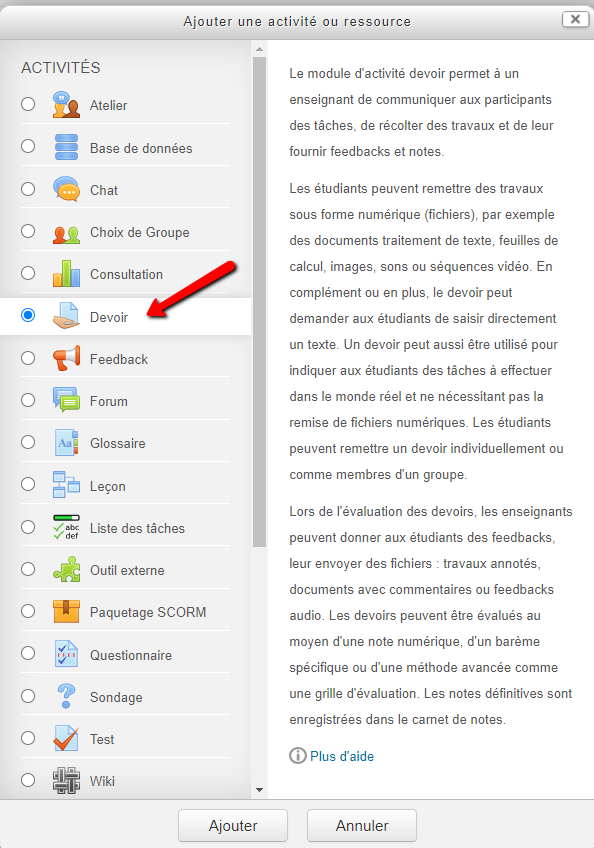 Ajouter une activité ou ressource
ACTIVITÉS
Atelier
Base de données
Chat
Choix de Groupe
Consultation
Devoir
Feedback
Forum
Glossaire
Aa
Leçon
Liste des tâches
abc
def
Outil externe
Paquetage SCORM
Questionnaire
Sondage
Test
Wiki
Le module d'activité devoir permet à un
enseignant de communiquer aux participants
des tâches, de récolter des travaux et de leur
fournir feedbacks et notes.
Les étudiants peuvent remettre des travaux
sous forme numérique (fichiers), par exemple
des documents traitement de texte, feuilles de
calcul, images, sons ou séquences vidéo. En
complément ou en plus, le devoir peut
demander aux étudiants de saisir directement
un texte. Un devoir peut aussi être utilisé pour
indiquer aux étudiants des tâches à effectuer
dans le monde réel et ne nécessitant pas la
remise de fichiers numériques. Les étudiants
peuvent remettre un devoir individuellement ou
comme membres d'un groupe.
Lors de l'évaluation des devoirs, les enseignants
peuvent donner aux étudiants des feedbacks,
leur envoyer des fichiers : travaux annotés,
documents avec commentaires ou feedbacks
audio. Les devoirs peuvent être évalués au
moyen d'une note numérique, d'un barème
spécifique ou d'une méthode avancée comme
une grille d'évaluation. Les notes définitives sont
enregistrées dans le carnet de notes.
Plus d'aide
Ajouter
Annuler